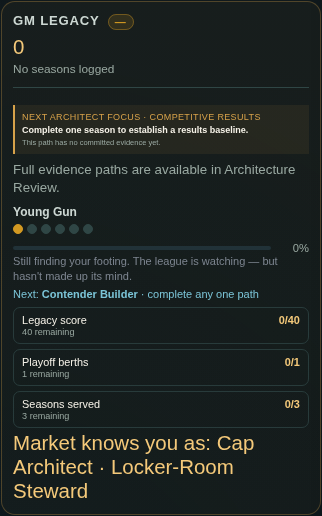 GM LEGACY —
0
No seasons logged
NEXT ARCHITECT FOCUS · COMPETITIVE RESULTS
Complete one season to establish a results baseline.
This path has no committed evidence yet.
Full evidence paths are available in Architecture
Review.
Young Gun
0%
Still finding your footing. The league is watching — but
hasn't made up its mind.
Next: Contender Builder · complete any one path
Legacy score 0/40
40 remaining
Playoff berths 0/1
1 remaining
Seasons served 0/3
3 remaining
Market knows you as: Cap
Architect · Locker-Room
Steward